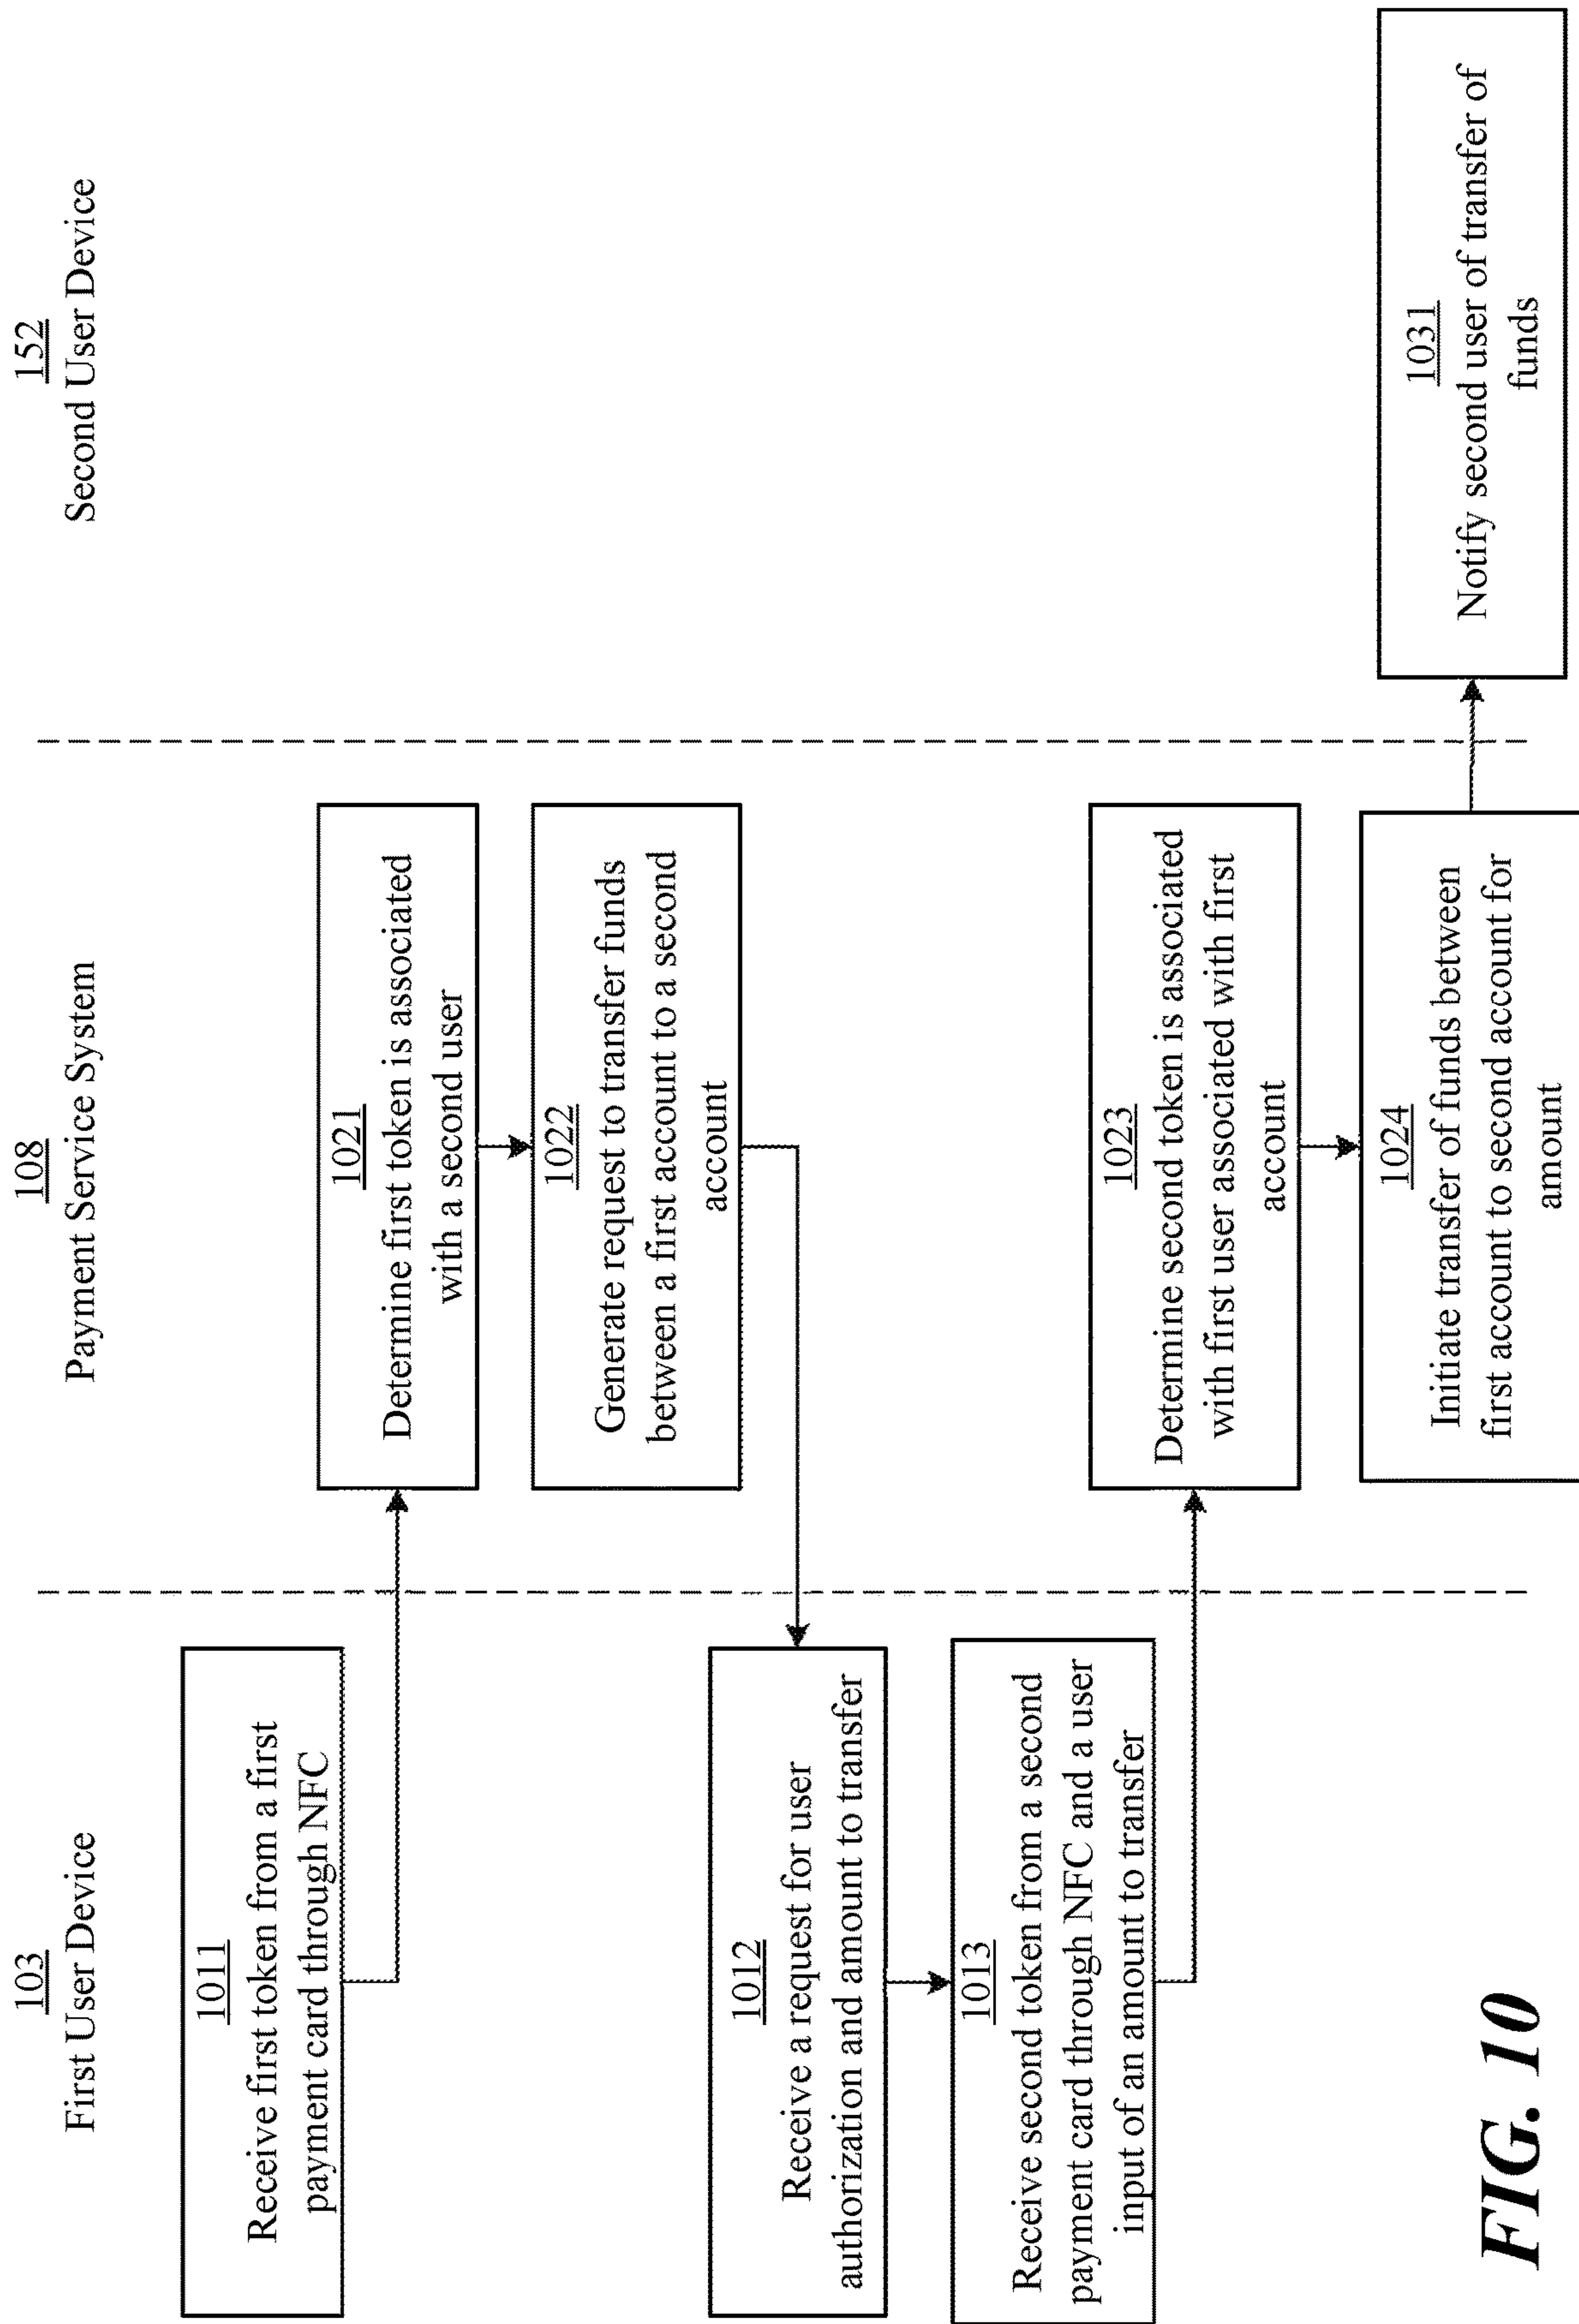 103
First User Device
108
Payment Service System
152
Second User Device
1011
Receive first token from a first
payment card through NFC
1021
Determine first token is associated
with a second user
1022
Generate request to transfer funds
between a first account to a second
account
1012
Receive a request for user
authorization and amount to transfer
1013
Receive second token from a second
payment card through NFC and a user
input of an amount to transfer
1023
Determine second token is associated
with first user associated with first
account
1024
Initiate transfer of funds between
first account to second account for
amount
1031
Notify second user of transfer of
funds
FIG. 10